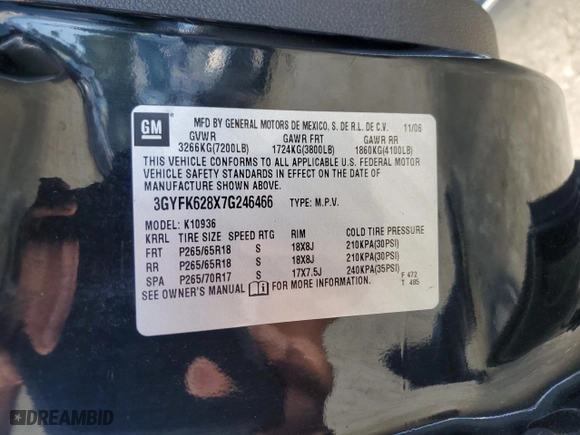 GM
MFD BY GENERAL MOTORS DE MEXICO, S. DE R.L. DE C.V. 11/06
GVWR GAWR FRT GAWR RR
3266KG(7200LB) 1724KG(3800LB) 1860KG(4100LB)
THIS VEHICLE CONFORMS TO ALL APPLICABLE U.S. FEDERAL MOTOR
VEHICLE SAFETY STANDARDS IN EFFECT ON THE DATE OF
MANUFACTURE SHOWN ABOVE.
3GYFK628X7G246466 TYPE: M.P.V.
MODEL: K10936
KRRL TIRE SIZE SPEED RTG RIM COLD TIRE PRESSURE
FRT P265/65R18 S 18X8J 210KPA(30PSI)
RR P265/65R18 S 18X8J 210KPA(30PSI)
SPA P265/70R17 S 17X7.5J 240KPA(35PSI) F 472
SEE OWNER'S MANUAL i FOR MORE INFORMATION. T 485
DREAMBID